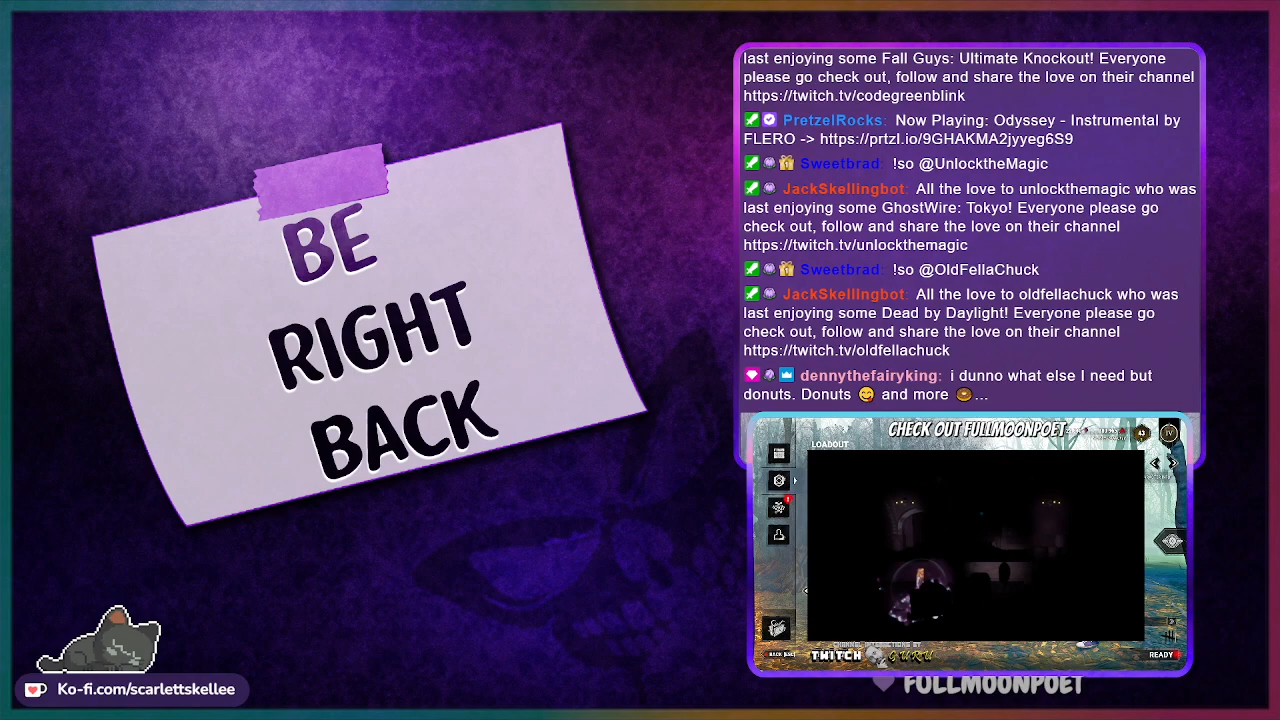 BE
RIGHT
BACK
last enjoying some Fall Guys: Ultimate Knockout! Everyone
please go check out, follow and share the love on their channel
https://twitch.tv/codegreenblink
PretzelRocks: Now Playing: Odyssey - Instrumental by
FLERO -> https://prtzl.io/9GHAKMA2jyyeg6S9
Sweetbrad: !so @UnlocktheMagic
JackSkellingbot: All the love to unlockthemagic who was
last enjoying some GhostWire: Tokyo! Everyone please go
check out, follow and share the love on their channel
https://twitch.tv/unlockthemagic
Sweetbrad: !so @OldFellaChuck
JackSkellingbot: All the love to oldfellachuck who was
last enjoying some Dead by Daylight! Everyone please go
check out, follow and share the love on their channel
https://twitch.tv/oldfellachuck
dennythefairyking: i dunno what else I need but
donuts. Donuts 😋 and more 🍩...
CHECK OUT FULLMOONPOET
LOADOUT
43
IV
BACK [ESC]
TWITCH GURU
READY
FULLMOONPOET
Ko-fi.com/scarlettskellee